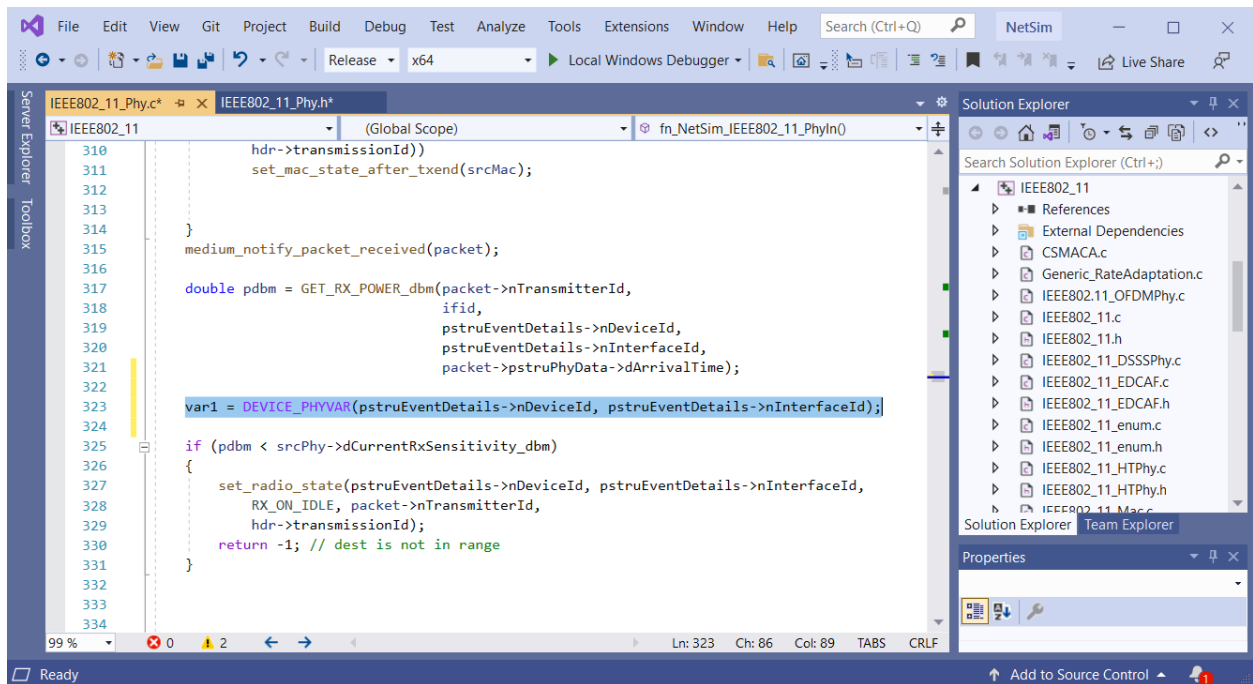 File Edit View Git Project Build Debug Test Analyze Tools Extensions Window Help Search (Ctrl+Q) NetSim
Release x64 Local Windows Debugger Live Share
Server Explorer
Toolbox
IEEE802_11_Phy.c* IEEE802_11_Phy.h*
IEEE802_11 (Global Scope) fn_NetSim_IEEE802_11_PhyIn()
310 hdr->transmissionId))
311 set_mac_state_after_txend(srcMac);
312
313
314 }
315 medium_notify_packet_received(packet);
316
317 double pdbm = GET_RX_POWER_dbm(packet->nTransmitterId,
318 ifid,
319 pstruEventDetails->nDeviceId,
320 pstruEventDetails->nInterfaceId,
321 packet->pstruPhyData->dArrivalTime);
322
323 var1 = DEVICE_PHYVAR(pstruEventDetails->nDeviceId, pstruEventDetails->nInterfaceId);
324
325 if (pdbm < srcPhy->dCurrentRxSensitivity_dbm)
326 {
327 set_radio_state(pstruEventDetails->nDeviceId, pstruEventDetails->nInterfaceId,
328 RX_ON_IDLE, packet->nTransmitterId,
329 hdr->transmissionId);
330 return -1; // dest is not in range
331 }
332
333
334
99 % 0 2 Ln: 323 Ch: 86 Col: 89 TABS CRLF
Solution Explorer
Search Solution Explorer (Ctrl+;)
IEEE802_11
References
External Dependencies
CSMACA.c
Generic_RateAdaptation.c
IEEE802.11_OFDMPhy.c
IEEE802_11.c
IEEE802_11.h
IEEE802_11_DSSSPhy.c
IEEE802_11_EDCAF.c
IEEE802_11_EDCAF.h
IEEE802_11_enum.c
IEEE802_11_enum.h
IEEE802_11_HTPhy.c
IEEE802_11_HTPhy.h
IEEE802_11_Mac.c
Solution Explorer Team Explorer
Properties
Ready Add to Source Control 1